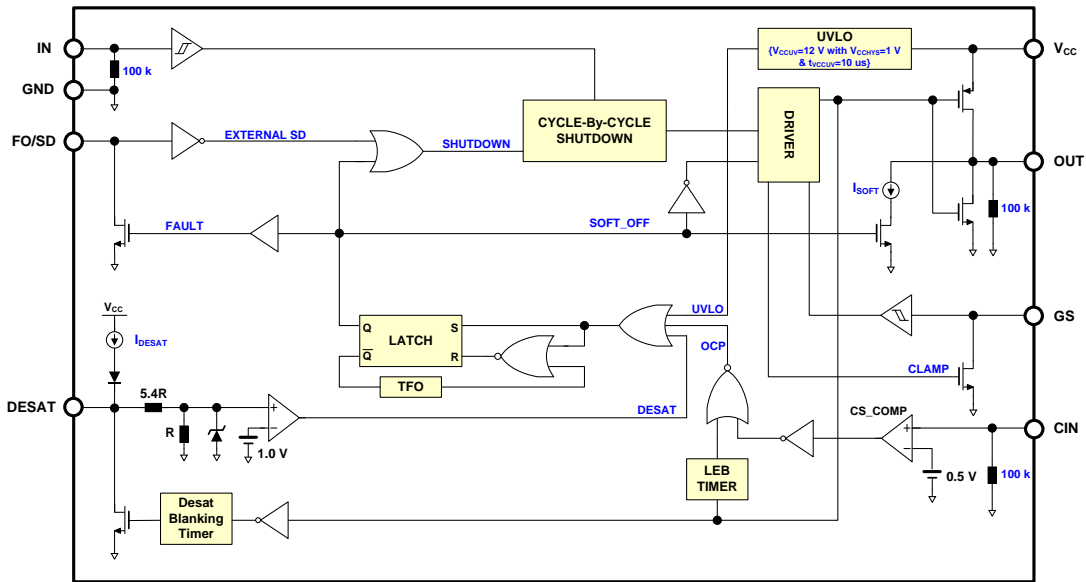 IN
100 k
GND
FO/SD
EXTERNAL SD
SHUTDOWN
CYCLE-By-CYCLE
SHUTDOWN
UVLO
{VCCUV=12 V with VCCHYS=1 V
& tVCCUV=10 us}
VCC
DRIVER
OUT
ISOFT
100 k
FAULT
SOFT_OFF
VCC
IDESAT
Q
S
LATCH
Q
R
TFO
UVLO
OCP
DESAT
GS
CLAMP
DESAT
5.4R
R
+
−
1.0 V
CS_COMP
+
−
0.5 V
CIN
100 k
LEB
TIMER
Desat
Blanking
Timer